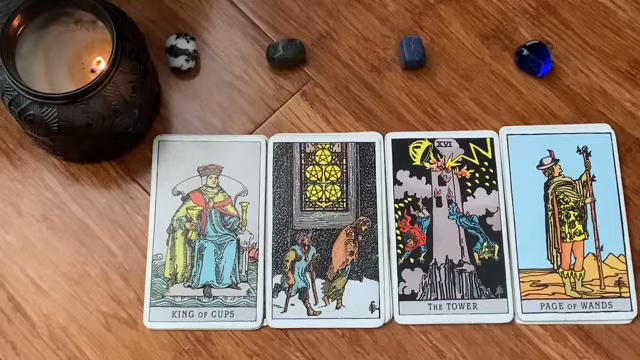 KING OF CUPS
XVI
THE TOWER
PAGE OF WANDS